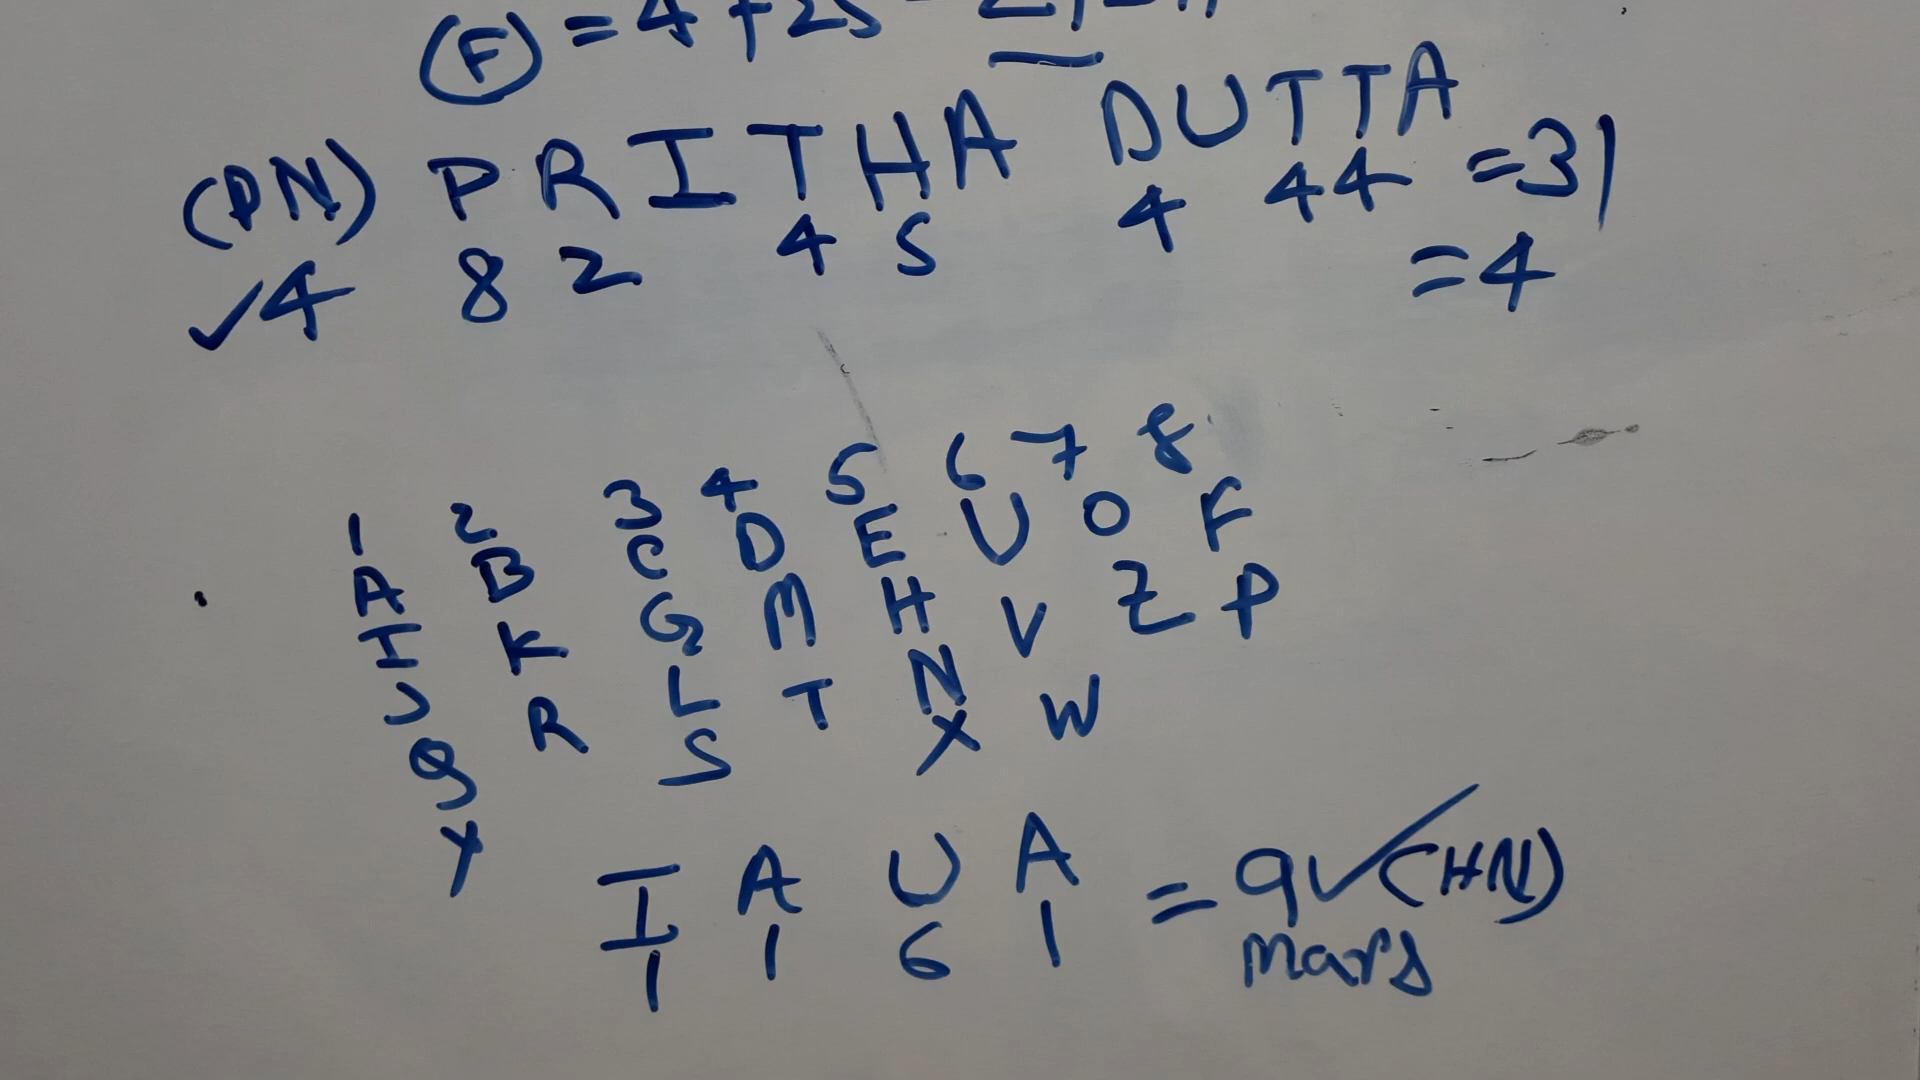 (F) = 4 + 25
(PN) PRITHA DUTTA = 31
✓4 8 2 4 5 4 4 4 = 4
1 2 3 4 5 6 7 8
A B C D E U O F
I K G M H V Z P
J R L T N W
Q S X
Y
I A U A = 9✓ (HN)
1 1 6 1 Mars